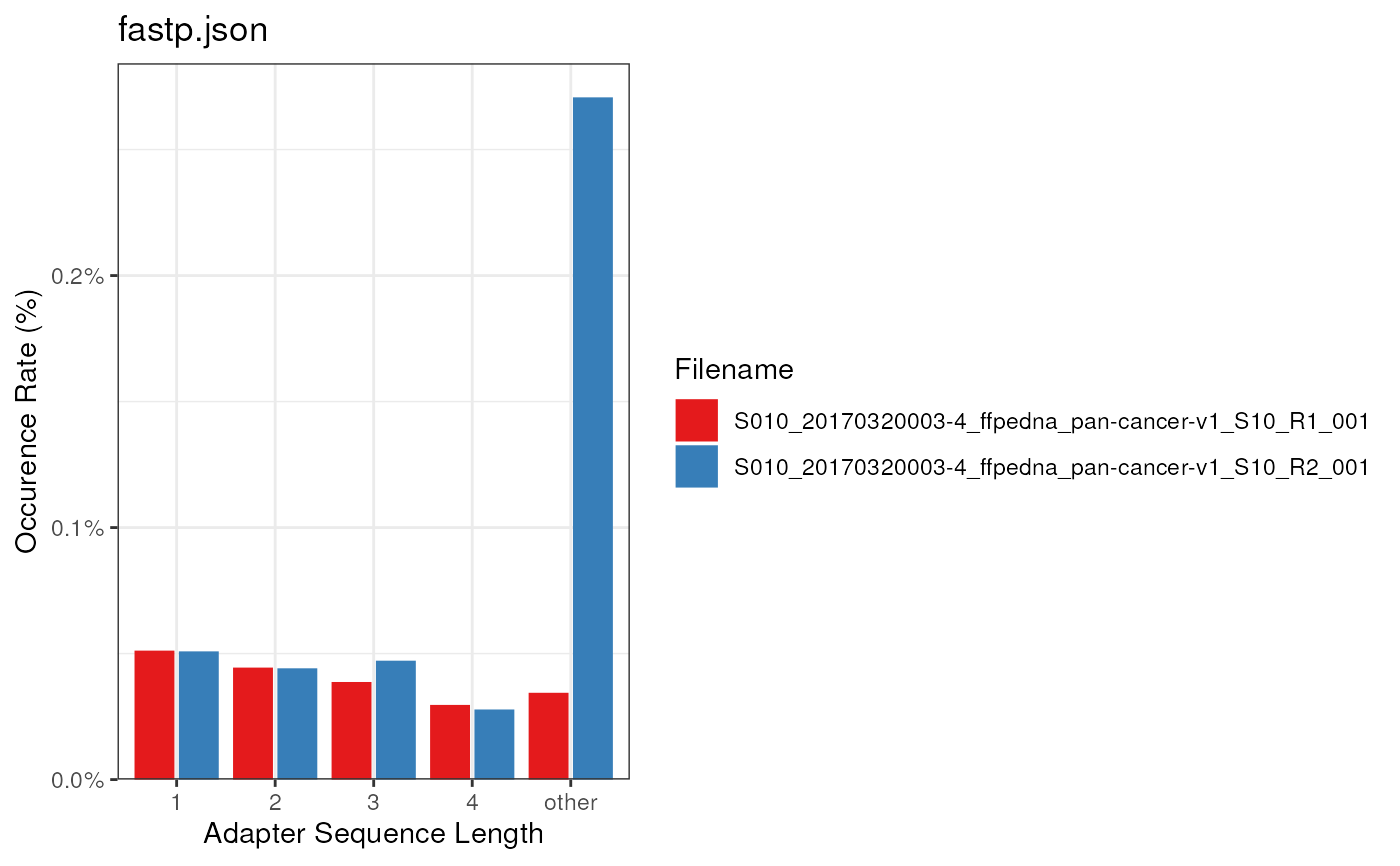 fastp.json
Occurence Rate (%)
0.2%
0.1%
0.0%
1 2 3 4 other
Adapter Sequence Length
Filename
S010_20170320003-4_ffpedna_pan-cancer-v1_S10_R1_001
S010_20170320003-4_ffpedna_pan-cancer-v1_S10_R2_001